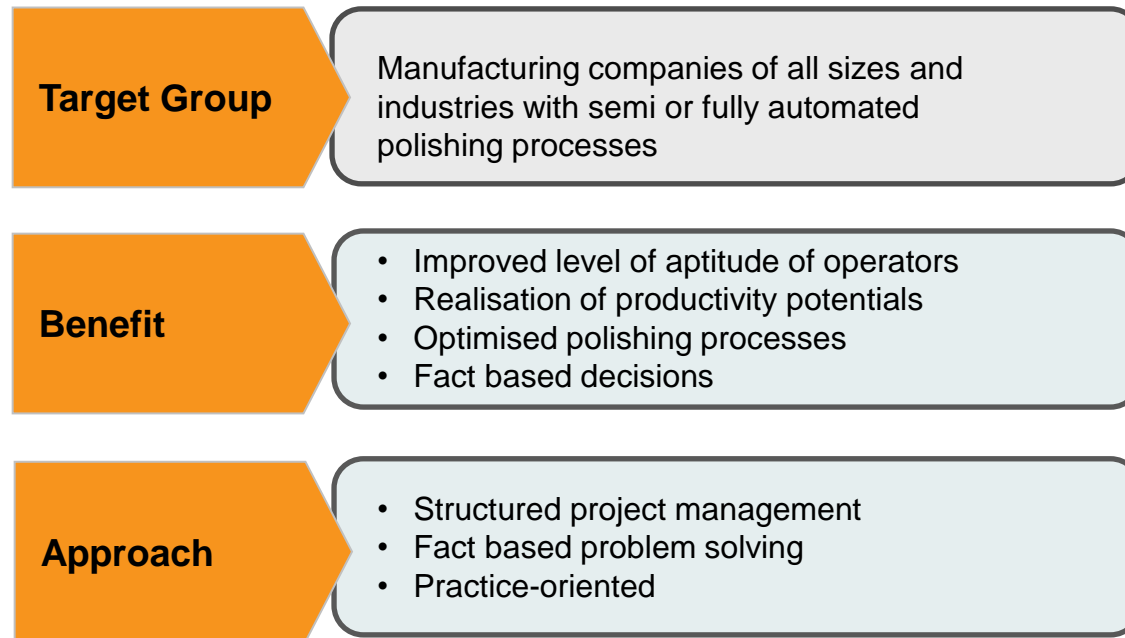 Target Group
Manufacturing companies of all sizes and
industries with semi or fully automated
polishing processes
Benefit
• Improved level of aptitude of operators
• Realisation of productivity potentials
• Optimised polishing processes
• Fact based decisions
Approach
• Structured project management
• Fact based problem solving
• Practice-oriented